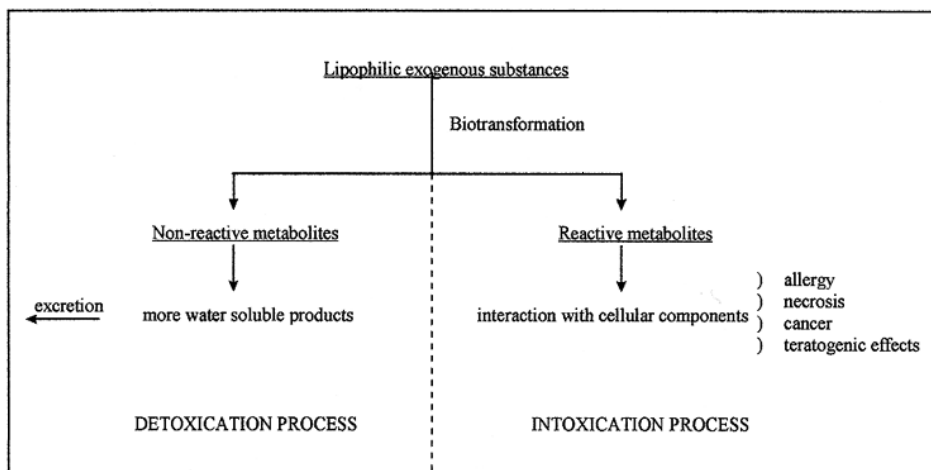 Lipophilic exogenous substances
Biotransformation
Non-reactive metabolites
Reactive metabolites
excretion
more water soluble products
interaction with cellular components
) allergy
) necrosis
) cancer
) teratogenic effects
DETOXICATION PROCESS
INTOXICATION PROCESS